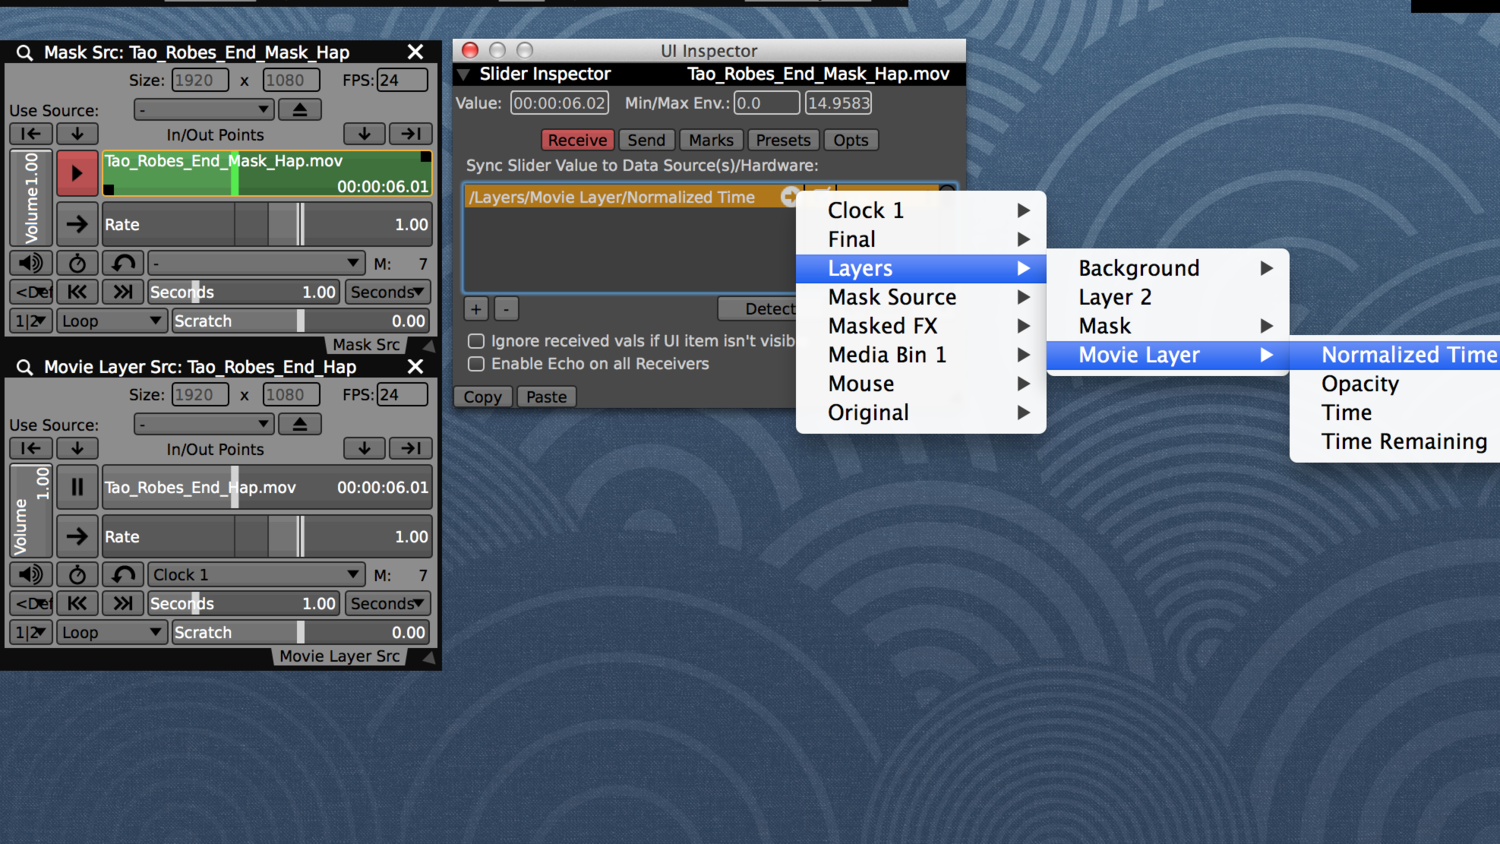 Mask Src: Tao_Robes_End_Mask_Hap
Size: 1920 x 1080 FPS: 24
Use Source: -
In/Out Points
Volume1.00
Tao_Robes_End_Mask_Hap.mov
00:00:06.01
Rate 1.00
- M: 7
<Def Seconds 1.00 Seconds
1|2 Loop Scratch 0.00
Mask Src
Movie Layer Src: Tao_Robes_End_Hap
Size: 1920 x 1080 FPS: 24
Use Source: -
In/Out Points
Volume 1.00
Tao_Robes_End_Hap.mov 00:00:06.01
Rate 1.00
Clock 1 M: 7
<Def Seconds 1.00 Seconds
1|2 Loop Scratch 0.00
Movie Layer Src
UI Inspector
Slider Inspector Tao_Robes_End_Mask_Hap.mov
Value: 00:00:06.02 Min/Max Env.: 0.0 14.9583
Receive Send Marks Presets Opts
Sync Slider Value to Data Source(s)/Hardware:
/Layers/Movie Layer/Normalized Time
+ - Detect
Ignore received vals if UI item isn't visib
Enable Echo on all Receivers
Copy Paste
Clock 1
Final
Layers
Mask Source
Masked FX
Media Bin 1
Mouse
Original
Background
Layer 2
Mask
Movie Layer
Normalized Time
Opacity
Time
Time Remaining